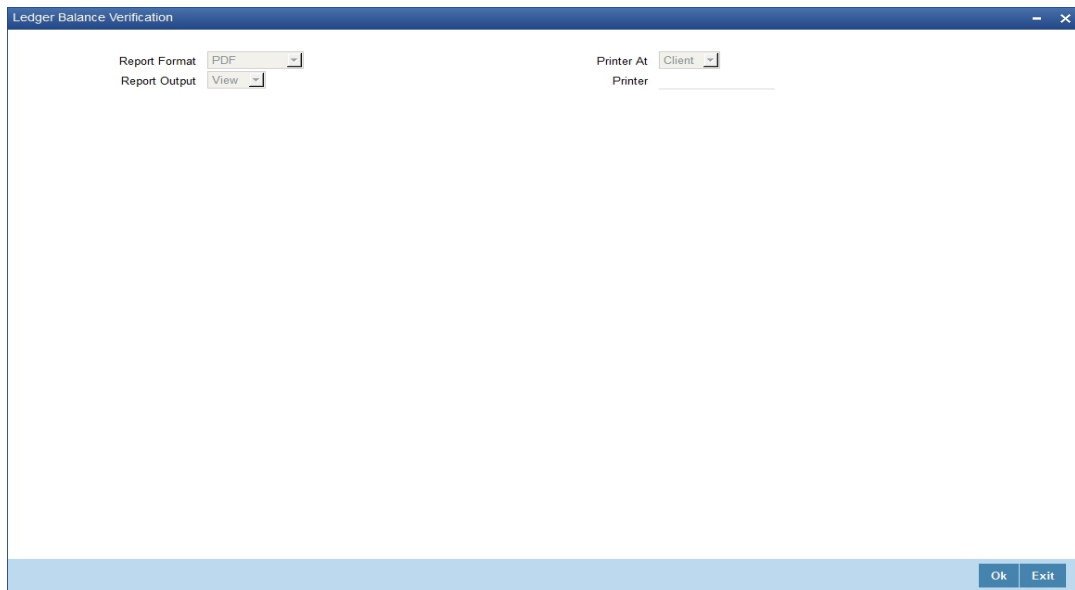 Ledger Balance Verification
Report Format PDF
Printer At Client
Report Output View
Printer
Ok Exit